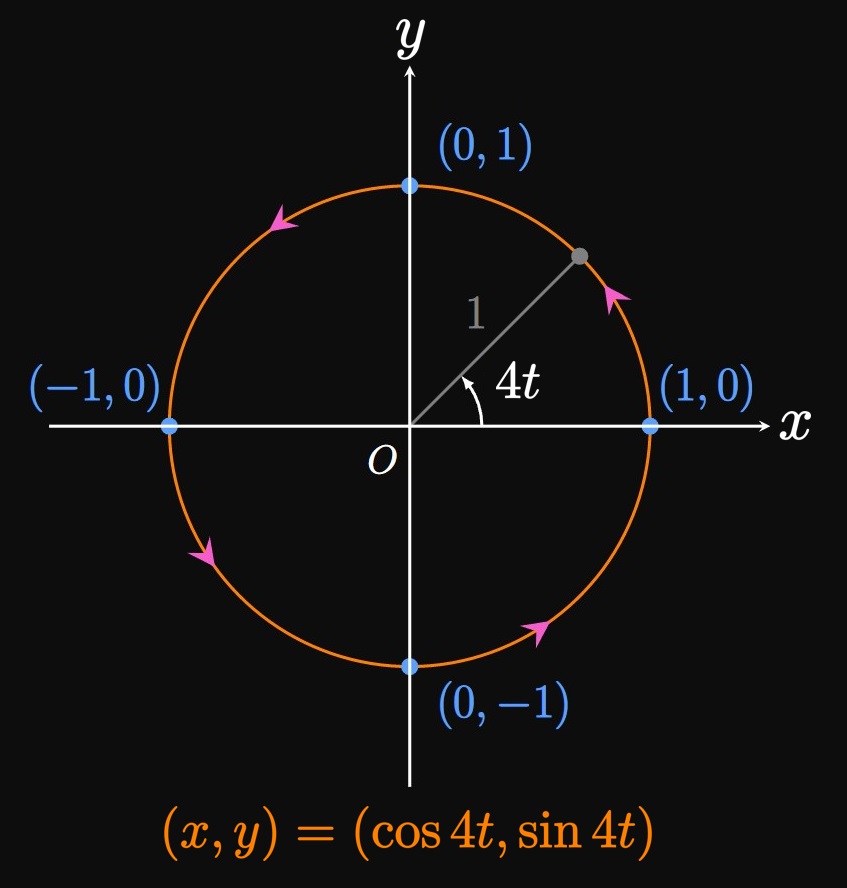 y
(0, 1)
1
(−1, 0)
4t
(1, 0)
x
O
(0, −1)
(x, y) = (cos 4t, sin 4t)